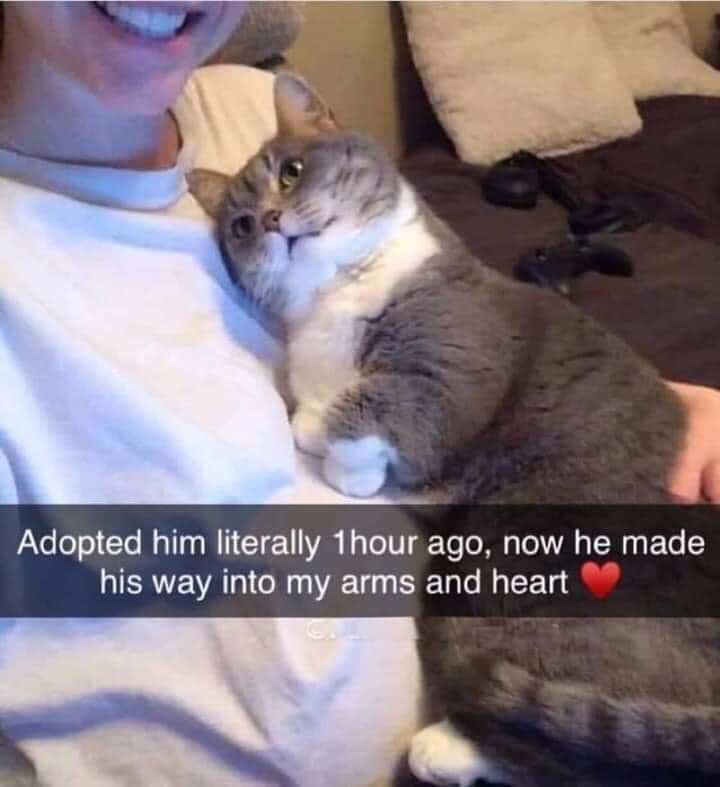 Adopted him literally 1hour ago, now he made
his way into my arms and heart ❤️